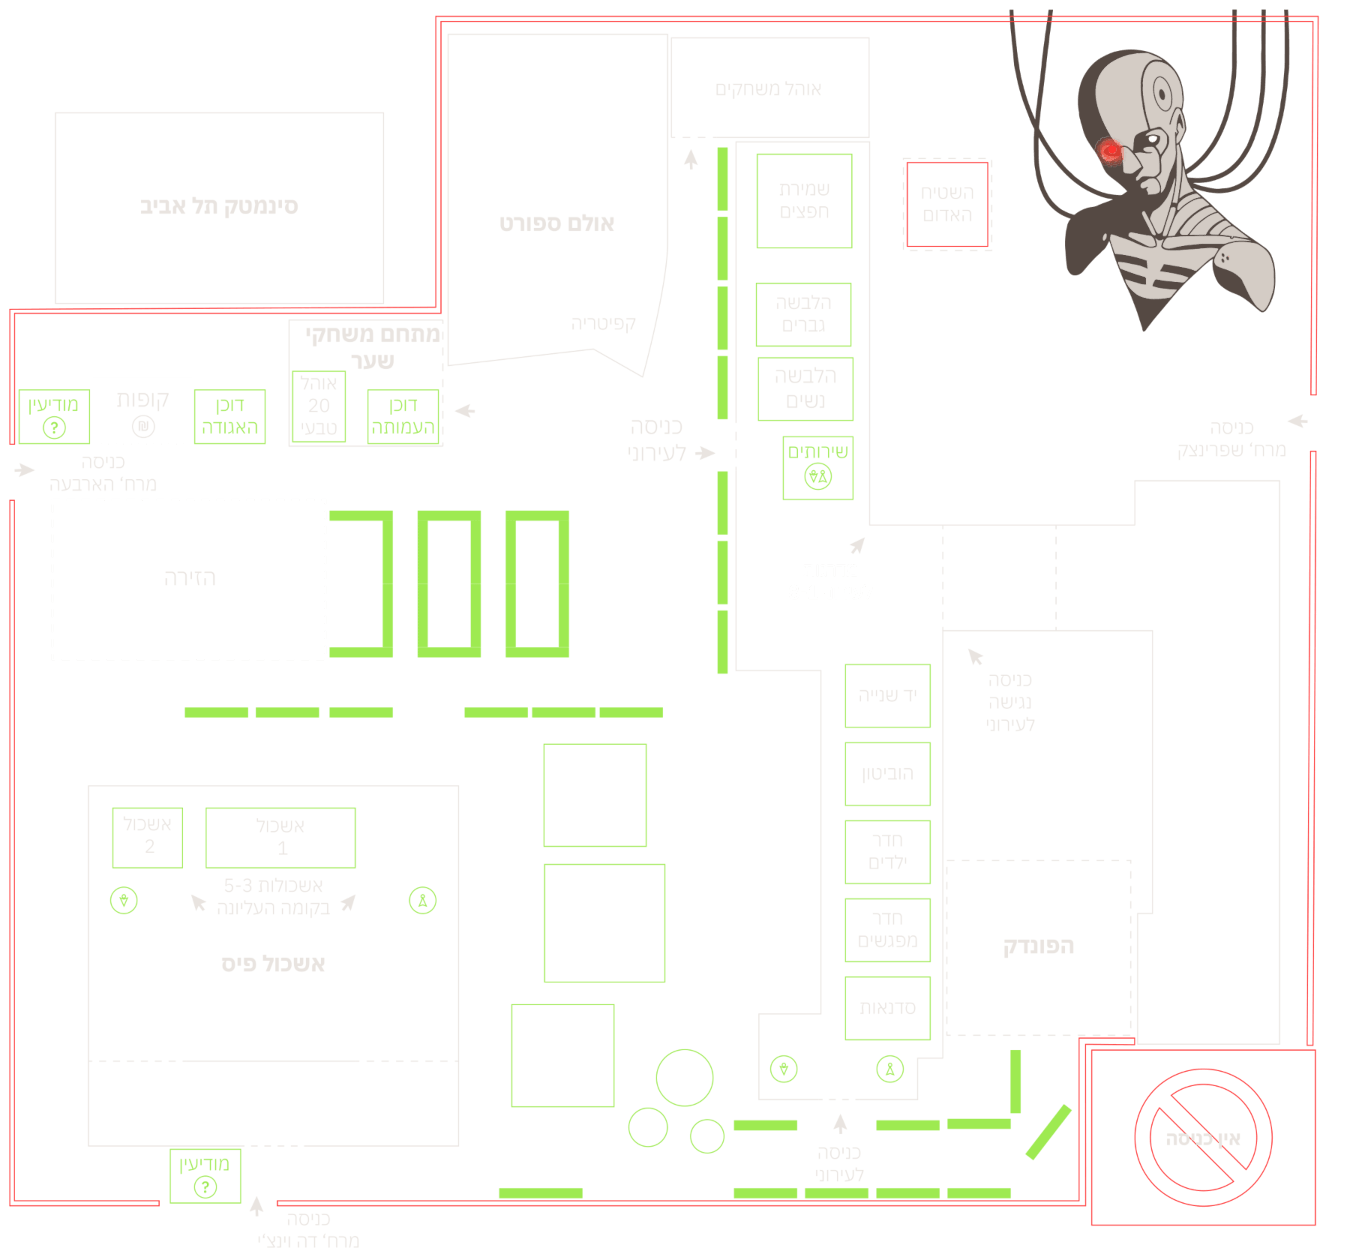 אוהל משחקים
שמירת
חפצים
השטיח
האדום
סינמטק תל אביב
אולם ספורט
הלבשה
גברים
קפיטריה
מתחם משחקי
שער
הלבשה
נשים
אוהל
20
טבעי
דוכן
העמותה
דוכן
האגודה
קופות
מודיעין
?
כניסה
לעירוני
כניסה
מרח' שפרינצק
שירותים
כניסה
מרח' הארבעה
הזירה
כניסה
נגישה
לעירוני
יד שנייה
הוביטון
חדר
ילדים
חדר
מפגשים
סדנאות
הפונדק
אשכול
1
אשכול
2
אשכולות 5-3
בקומה העליונה
אשכול פיס
כניסה
לעירוני
אין כניסה
מודיעין
?
כניסה
מרח' דה וינצ'י